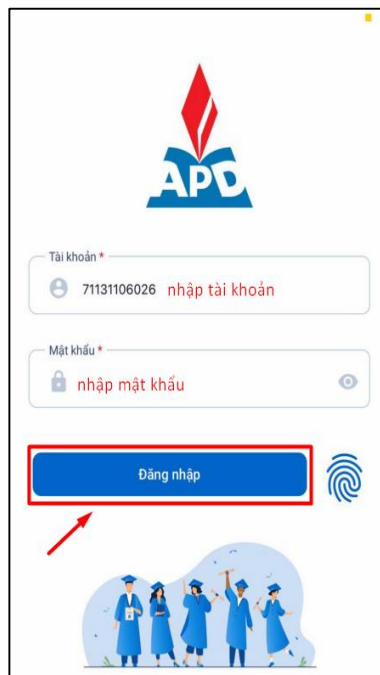 APD
Tài khoản *
71131106026 nhập tài khoản
Mật khẩu *
nhập mật khẩu
Đăng nhập